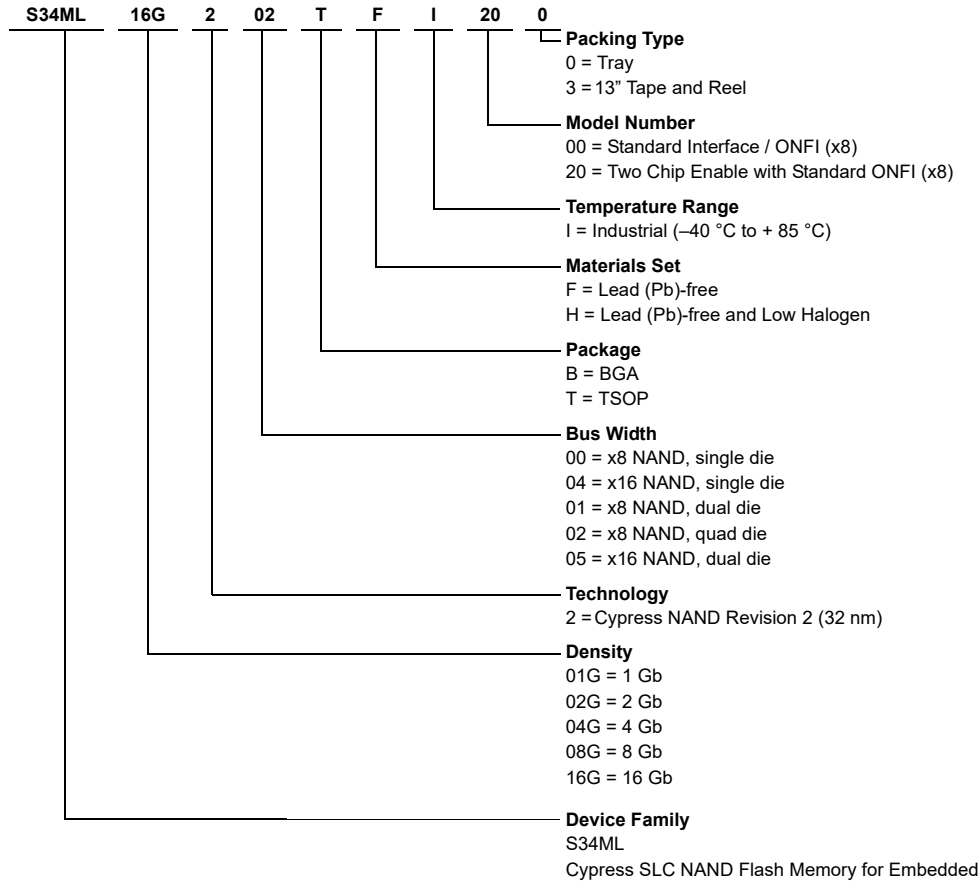 S34ML 16G 2 02 T F I 20 0
Packing Type
0 = Tray
3 = 13” Tape and Reel
Model Number
00 = Standard Interface / ONFI (x8)
20 = Two Chip Enable with Standard ONFI (x8)
Temperature Range
I = Industrial (–40 °C to + 85 °C)
Materials Set
F = Lead (Pb)-free
H = Lead (Pb)-free and Low Halogen
Package
B = BGA
T = TSOP
Bus Width
00 = x8 NAND, single die
04 = x16 NAND, single die
01 = x8 NAND, dual die
02 = x8 NAND, quad die
05 = x16 NAND, dual die
Technology
2 = Cypress NAND Revision 2 (32 nm)
Density
01G = 1 Gb
02G = 2 Gb
04G = 4 Gb
08G = 8 Gb
16G = 16 Gb
Device Family
S34ML
Cypress SLC NAND Flash Memory for Embedded